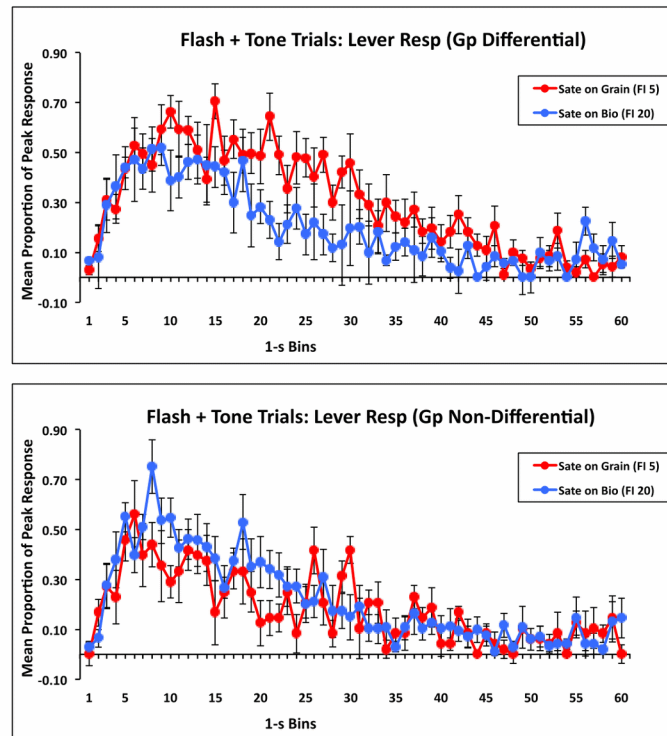 Flash + Tone Trials: Lever Resp (Gp Differential)
Mean Proportion of Peak Response
0.90
0.70
0.50
0.30
0.10
-0.10
Sate on Grain (FI 5)
Sate on Bio (FI 20)
1 5 10 15 20 25 30 35 40 45 50 55 60
1-s Bins
Flash + Tone Trials: Lever Resp (Gp Non-Differential)
Mean Proportion of Peak Response
0.90
0.70
0.50
0.30
0.10
-0.10
Sate on Grain (FI 5)
Sate on Bio (FI 20)
1 5 10 15 20 25 30 35 40 45 50 55 60
1-s Bins